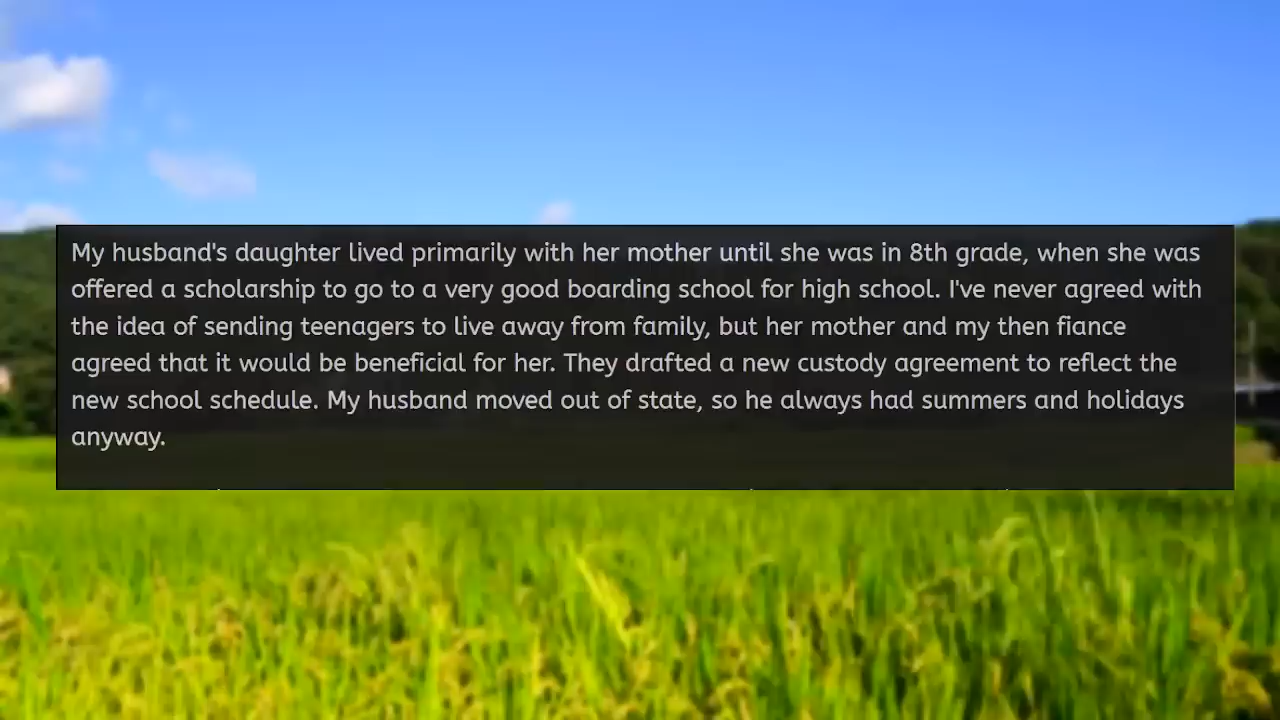 My husband's daughter lived primarily with her mother until she was in 8th grade, when she was
offered a scholarship to go to a very good boarding school for high school. I've never agreed with
the idea of sending teenagers to live away from family, but her mother and my then fiance
agreed that it would be beneficial for her. They drafted a new custody agreement to reflect the
new school schedule. My husband moved out of state, so he always had summers and holidays
anyway.